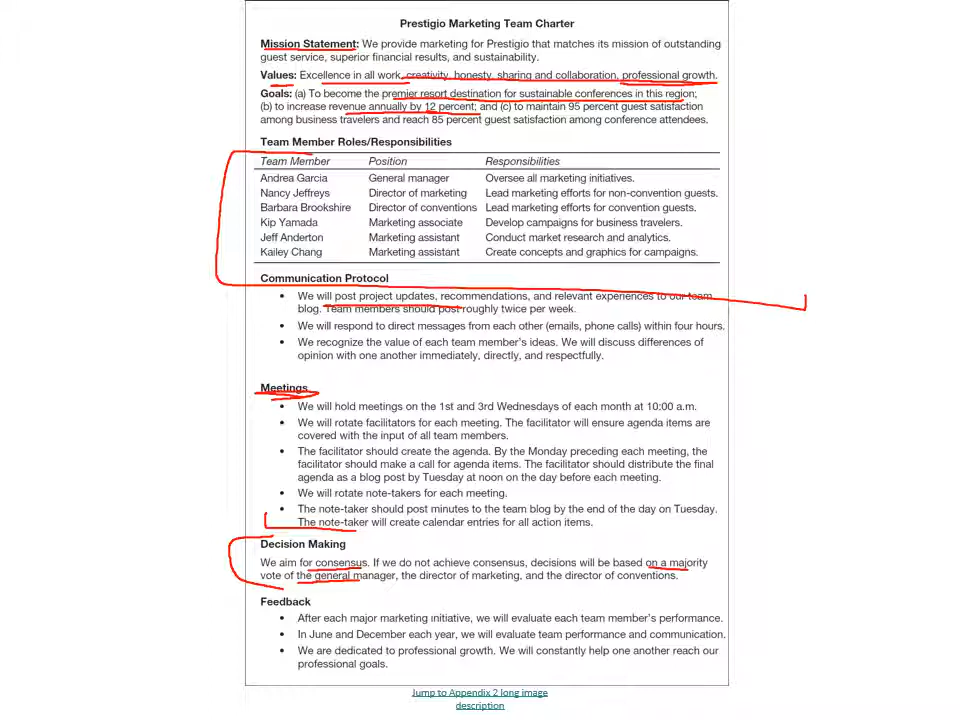 Prestigio Marketing Team Charter
Mission Statement: We provide marketing for Prestigio that matches its mission of outstanding
guest service, superior financial results, and sustainability.
Values: Excellence in all work, creativity, honesty, sharing and collaboration, professional growth.
Goals: (a) To become the premier resort destination for sustainable conferences in this region;
(b) to increase revenue annually by 12 percent; and (c) to maintain 95 percent guest satisfaction
among business travelers and reach 85 percent guest satisfaction among conference attendees.
Team Member Roles/Responsibilities
Team Member Position Responsibilities
Andrea Garcia General manager Oversee all marketing initiatives.
Nancy Jeffreys Director of marketing Lead marketing efforts for non-convention guests.
Barbara Brookshire Director of conventions Lead marketing efforts for convention guests.
Kip Yamada Marketing associate Develop campaigns for business travelers.
Jeff Anderton Marketing assistant Conduct market research and analytics.
Kailey Chang Marketing assistant Create concepts and graphics for campaigns.
Communication Protocol
• We will post project updates, recommendations, and relevant experiences to our team
blog. Team members should post roughly twice per week.
• We will respond to direct messages from each other (emails, phone calls) within four hours.
• We recognize the value of each team member's ideas. We will discuss differences of
opinion with one another immediately, directly, and respectfully.
Meetings
• We will hold meetings on the 1st and 3rd Wednesdays of each month at 10:00 a.m.
• We will rotate facilitators for each meeting. The facilitator will ensure agenda items are
covered with the input of all team members.
• The facilitator should create the agenda. By the Monday preceding each meeting, the
facilitator should make a call for agenda items. The facilitator should distribute the final
agenda as a blog post by Tuesday at noon on the day before each meeting.
• We will rotate note-takers for each meeting.
• The note-taker should post minutes to the team blog by the end of the day on Tuesday.
The note-taker will create calendar entries for all action items.
Decision Making
We aim for consensus. If we do not achieve consensus, decisions will be based on a majority
vote of the general manager, the director of marketing, and the director of conventions.
Feedback
• After each major marketing initiative, we will evaluate each team member's performance.
• In June and December each year, we will evaluate team performance and communication.
• We are dedicated to professional growth. We will constantly help one another reach our
professional goals.
Jump to Appendix 2 long image
description